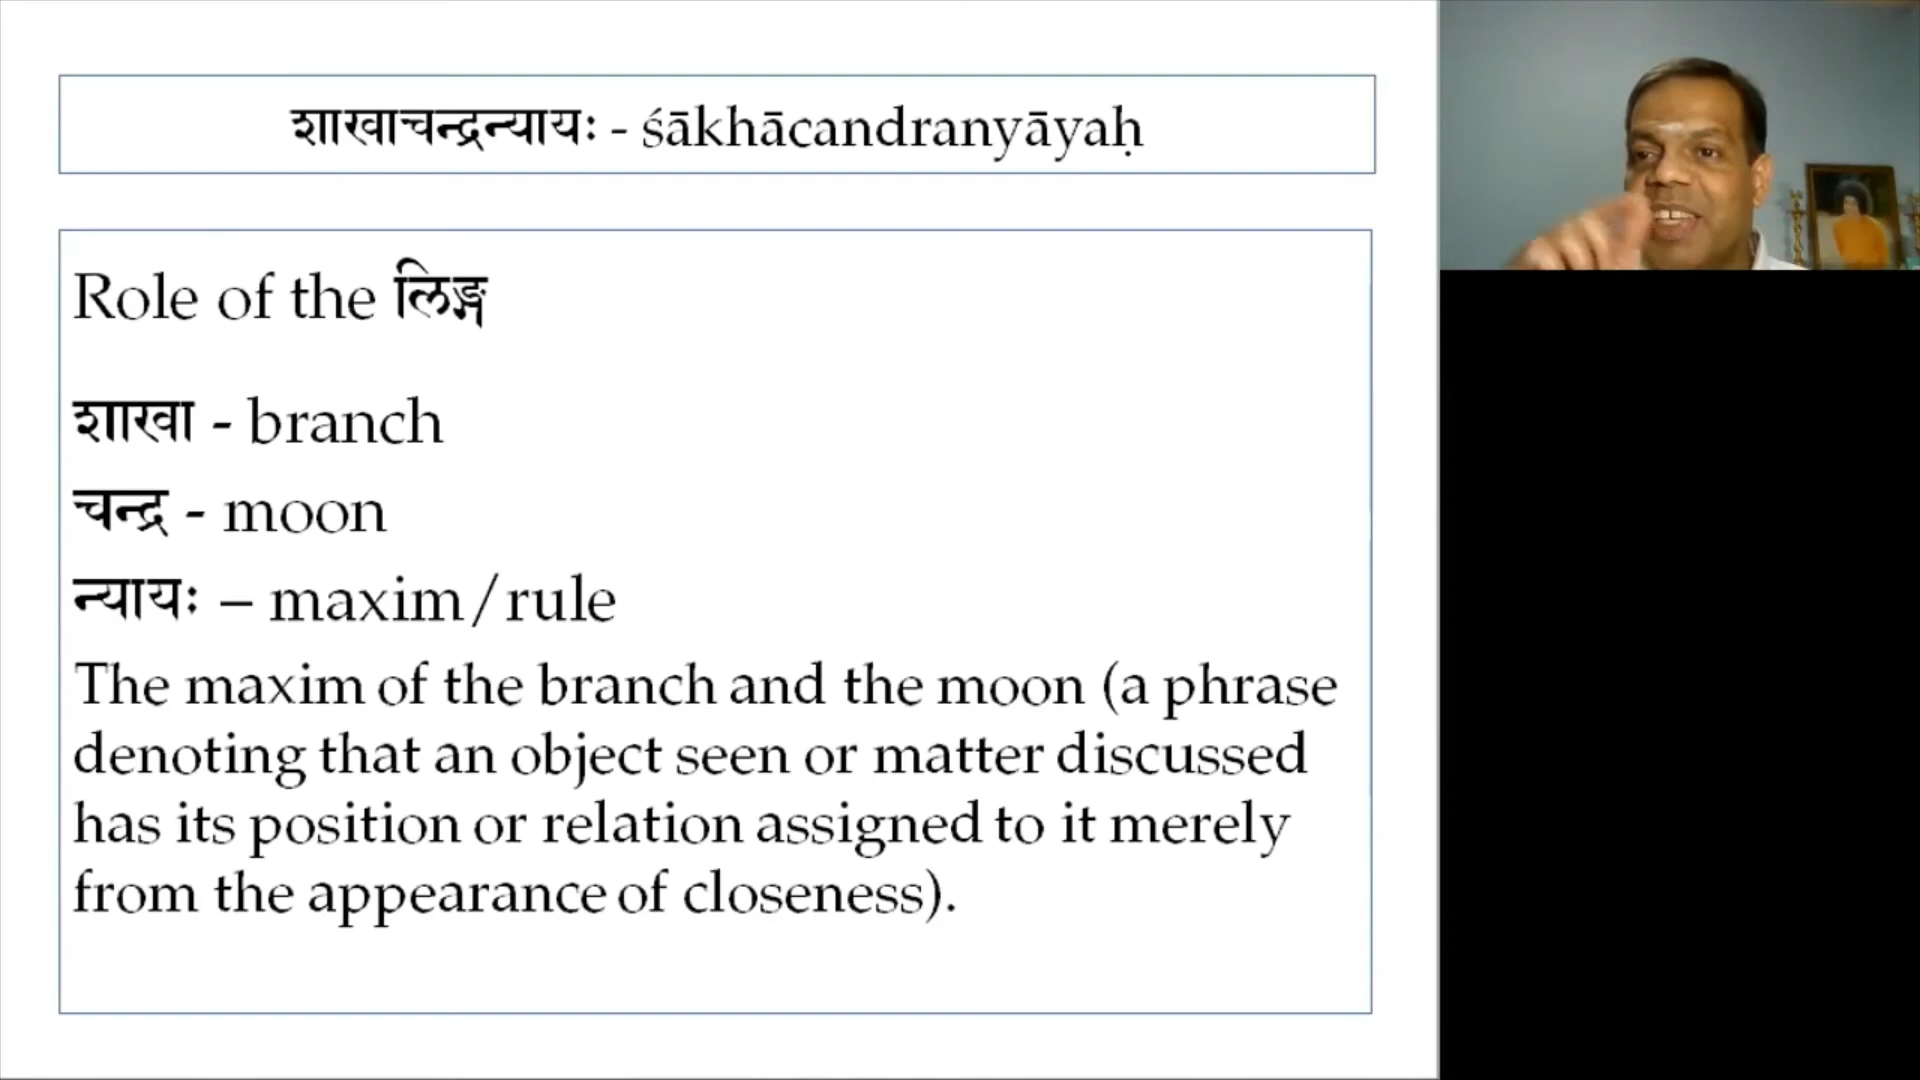 शाखाचन्द्रन्यायः - śākhācandranyāyaḥ
Role of the लिङ्ग
शाखा - branch
चन्द्र - moon
न्यायः – maxim/rule
The maxim of the branch and the moon (a phrase
denoting that an object seen or matter discussed
has its position or relation assigned to it merely
from the appearance of closeness).